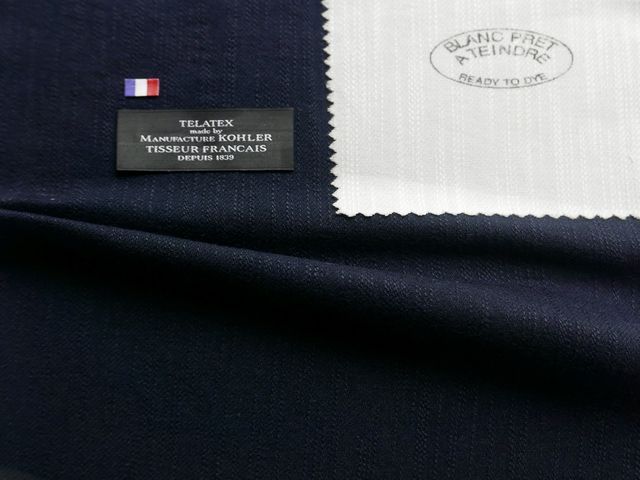 TELATEX
made by
MANUFACTURE KOHLER
TISSEUR FRANCAIS
DEPUIS 1839
BLANC PRET
A TEINDRE
READY TO DYE